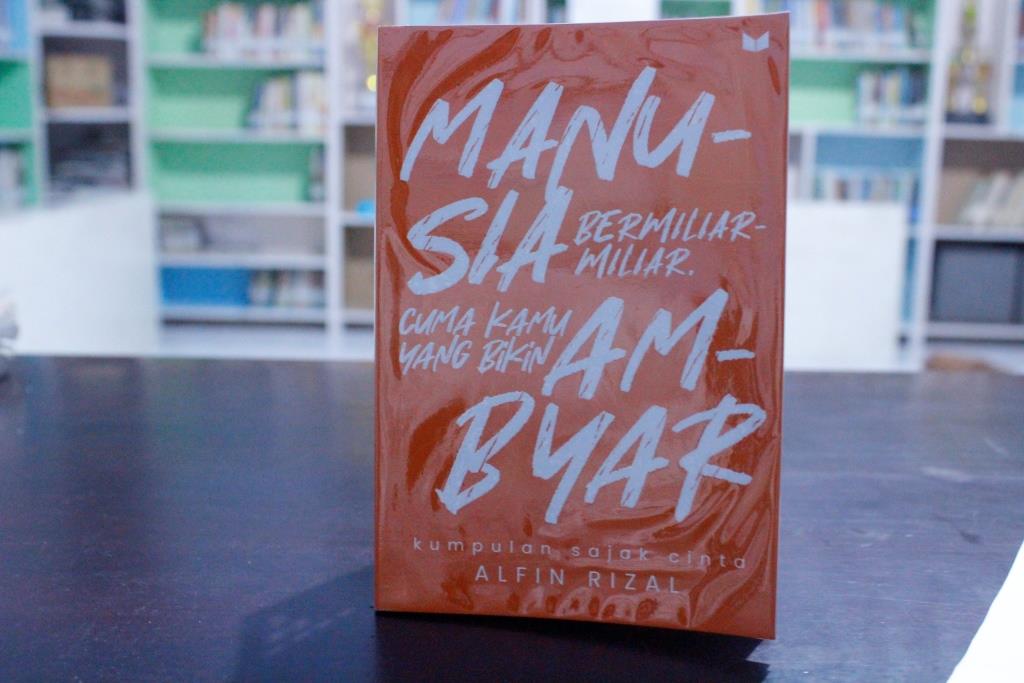 MANU-
SIA BERMILIAR-
MILIAR.
CUMA KAMU
YANG BIKIN AM-
BYAR
kumpulan sajak cinta
ALFIN RIZAL